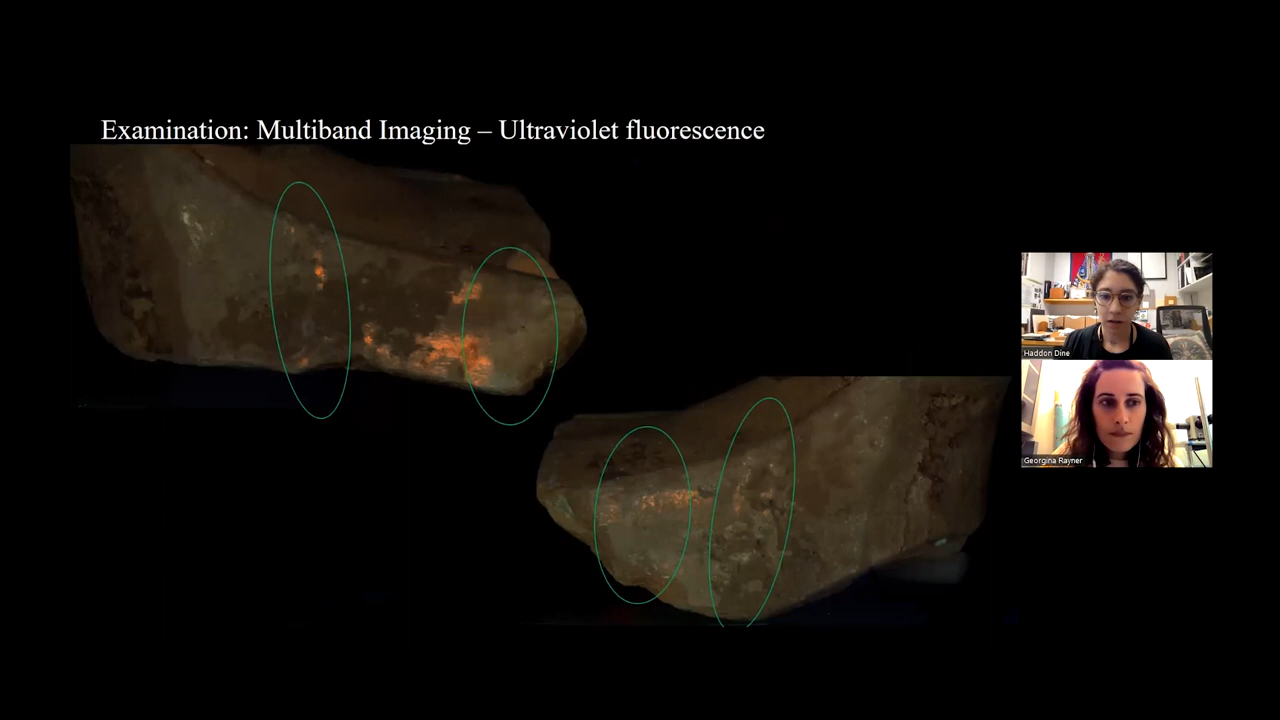 Examination: Multiband Imaging – Ultraviolet fluorescence
Haddon Dine
Georgina Rayner